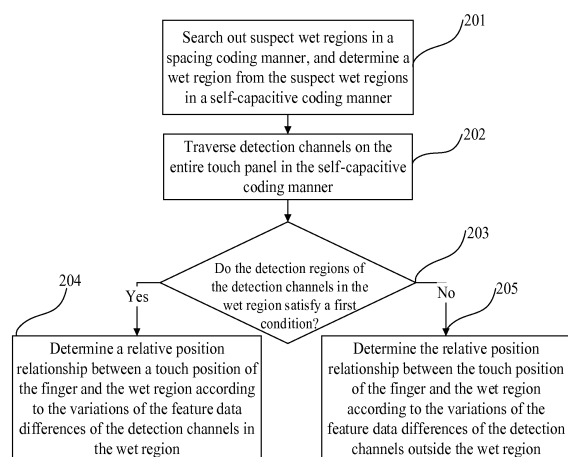 201
Search out suspect wet regions in a
spacing coding manner, and determine a
wet region from the suspect wet regions
in a self-capacitive coding manner
202
Traverse detection channels on the
entire touch panel in the self-capacitive
coding manner
203
Do the detection regions of
the detection channels in the
wet region satisfy a first
condition?
204
Yes
No
205
Determine a relative position
relationship between a touch position of
the finger and the wet region according
to the variations of the feature data
differences of the detection channels in
the wet region
Determine the relative position
relationship between the touch position
of the finger and the wet region
according to the variations of the
feature data differences of the detection
channels outside the wet region